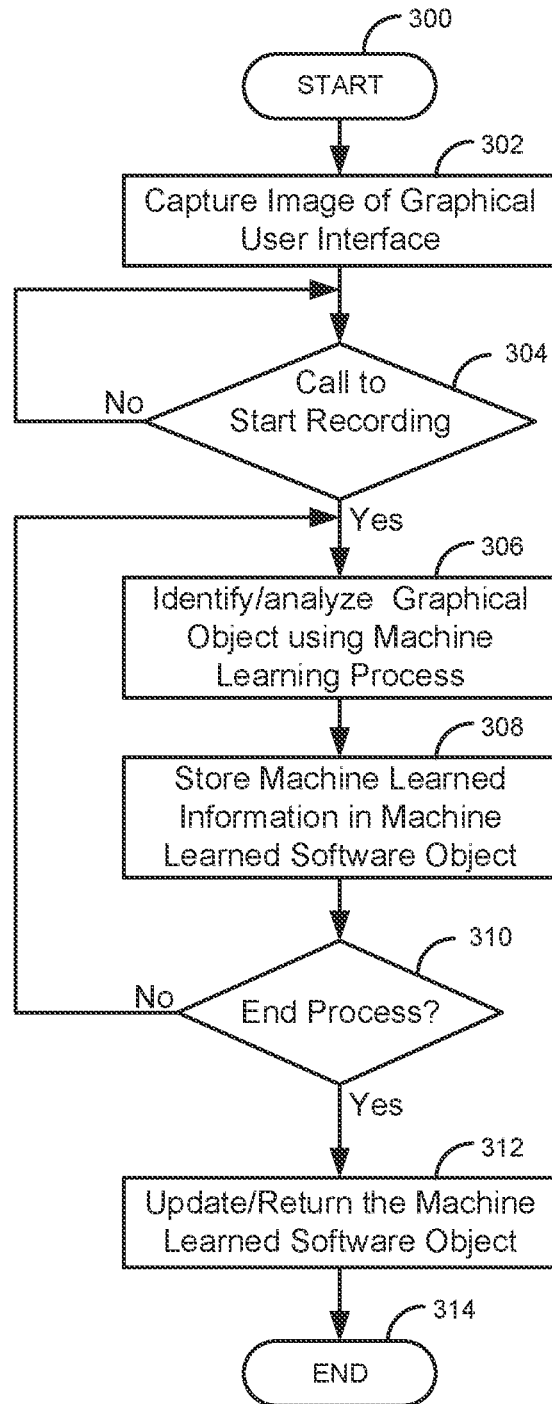 300
START
302
Capture Image of Graphical
User Interface
304
Call to
Start Recording
No
Yes
306
Identify/analyze Graphical
Object using Machine
Learning Process
308
Store Machine Learned
Information in Machine
Learned Software Object
310
No
End Process?
Yes
312
Update/Return the Machine
Learned Software Object
314
END